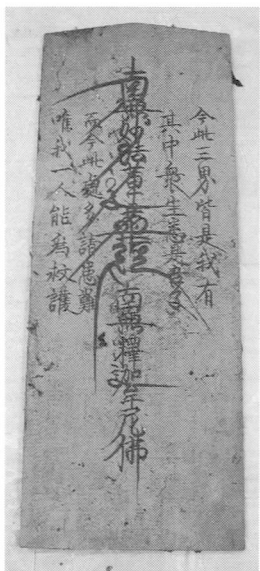 今此三界皆是我有
其中衆生悉是吾子
南無妙法蓮華經 南無釋迦牟尼佛
而今此處多諸患難
唯我一人能爲救護